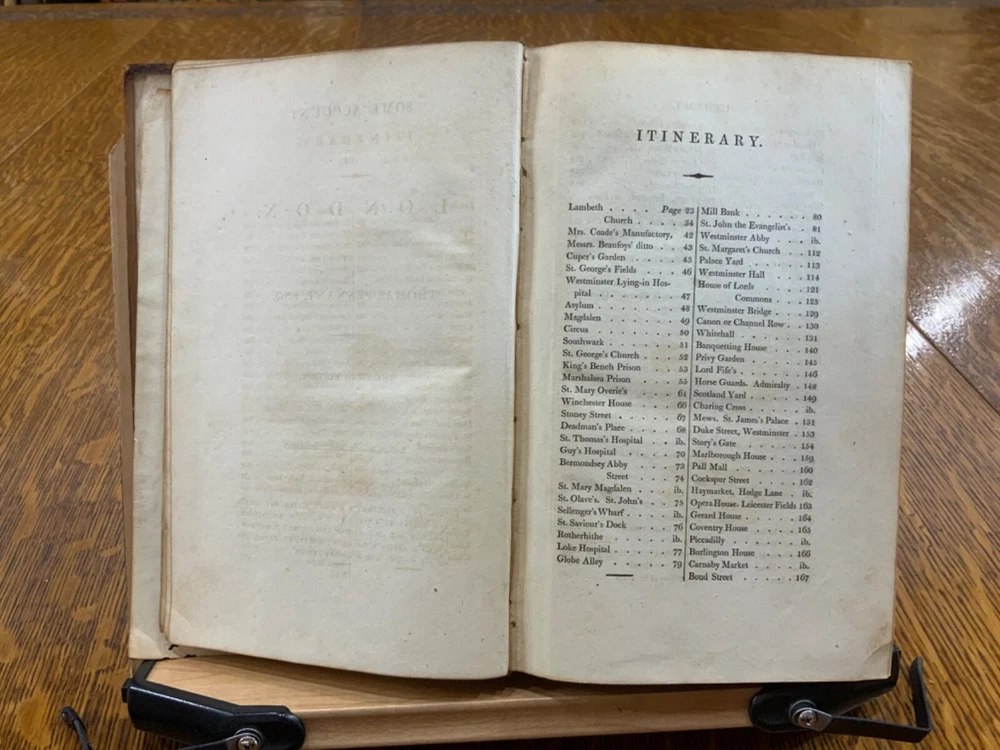 SOME ACCOUNT
LONDON:
ITINERARY.
Lambeth . . . . Page 23
Church . . . . . 34
Mrs. Coade's Manufactory, 42
Messrs. Beaufoys' ditto . . 43
Cuper's Garden . . . . 45
St. George's Fields . . . . 46
Westminster Lying-in Hos-
pital . . . . . . . 47
Asylum . . . . . . . 48
Magdalen . . . . . . 49
Circus . . . . . . . 50
Southwark . . . . . . 51
St. George's Church . . . 52
King's Bench Prison . . . 53
Marshalsea Prison . . . 55
St. Mary Overie's . . . . 61
Winchester House . . . . 66
Stoney Street . . . . . . 67
Deadman's Place . . . . 68
St. Thomas's Hospital . . ib.
Guy's Hospital . . . . . 70
Bermondsey Abby . . . 73
Street . . . 74
St. Mary Magdalen . . . ib.
St. Olave's. St. John's . . . 75
Sellenger's Wharf . . . . ib.
St. Saviour's Dock . . . 76
Rotherhithe . . . . . ib.
Loke Hospital . . . . . 77
Globe Alley . . . . . . 79
Mill Bank . . . . . . 80
St. John the Evangelist's . . 81
Westminster Abby . . . ib.
St. Margaret's Church . . . 112
Palace Yard . . . . . . 113
Westminster Hall . . . . 114
House of Lords . . . . . 121
Commons . . . . 125
Westminster Bridge . . . . 129
Canon or Channel Row . . . 130
Whitehall . . . . . . . 131
Banquetting House . . . . 140
Privy Garden . . . . . 145
Lord Fife's . . . . . . . 146
Horse Guards. Admiralty . 148
Scotland Yard . . . . . 149
Charing Cross . . . . . ib.
Mews. St. James's Palace . 151
Duke Street, Westminster . 153
Story's Gate . . . . . 154
Marlborough House . . . 159
Pall Mall . . . . . . . 160
Cockspur Street . . . . . 162
Haymarket. Hedge Lane . ib.
Opera House. Leicester Fields 163
Gerard House . . . . . 164
Coventry House . . . . . 165
Piccadilly . . . . . . ib.
Burlington House . . . . 166
Carnaby Market . . . . ib.
Bond Street . . . . . 167